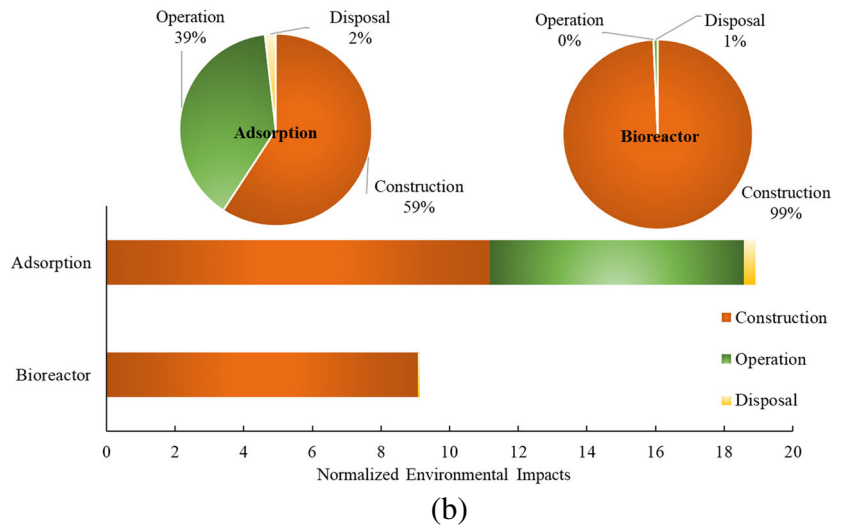 Operation
39%
Disposal
2%
Operation
0%
Disposal
1%
Adsorption
Bioreactor
Construction
59%
Construction
99%
Adsorption
Construction
Operation
Bioreactor
Disposal
0 2 4 6 8 10 12 14 16 18 20
Normalized Environmental Impacts
(b)